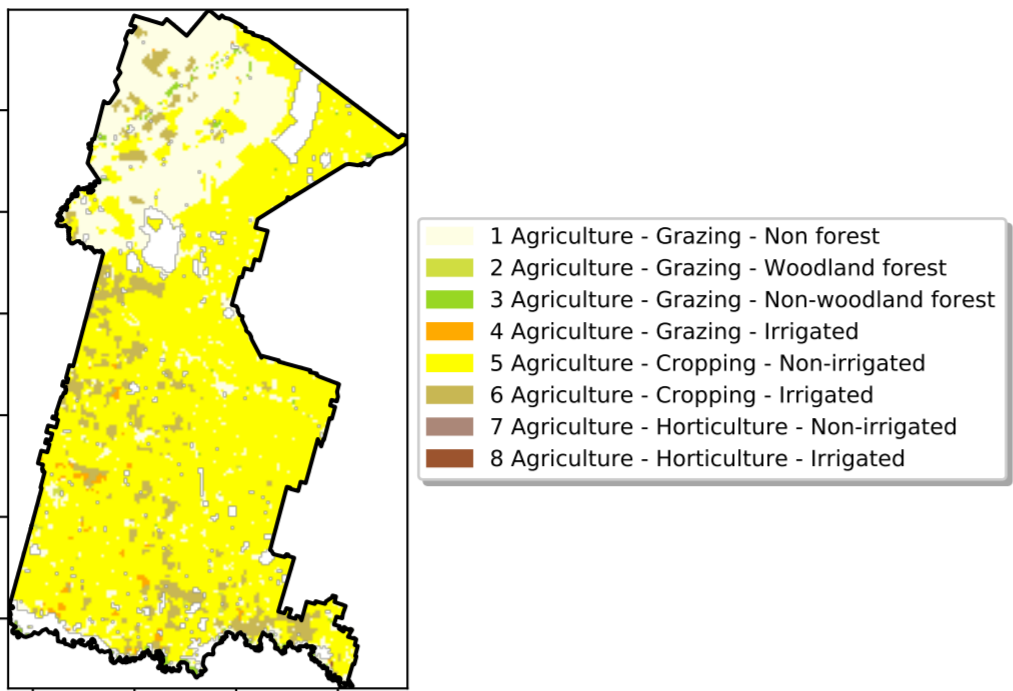 1 Agriculture - Grazing - Non forest
2 Agriculture - Grazing - Woodland forest
3 Agriculture - Grazing - Non-woodland forest
4 Agriculture - Grazing - Irrigated
5 Agriculture - Cropping - Non-irrigated
6 Agriculture - Cropping - Irrigated
7 Agriculture - Horticulture - Non-irrigated
8 Agriculture - Horticulture - Irrigated